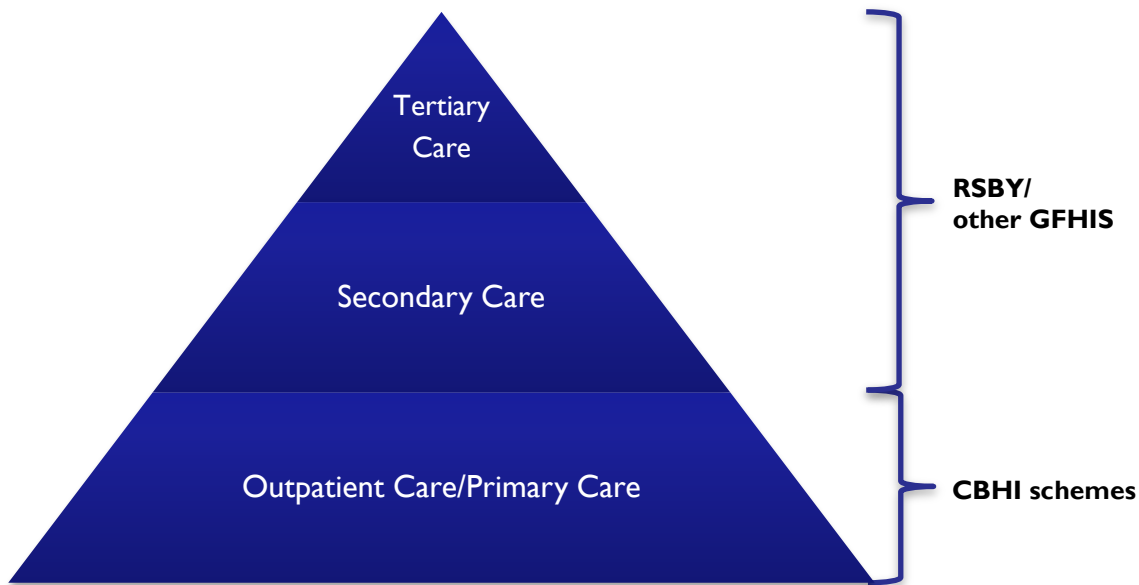 Tertiary
Care
RSBY/
other GFHIS
Secondary Care
Outpatient Care/Primary Care
CBHI schemes